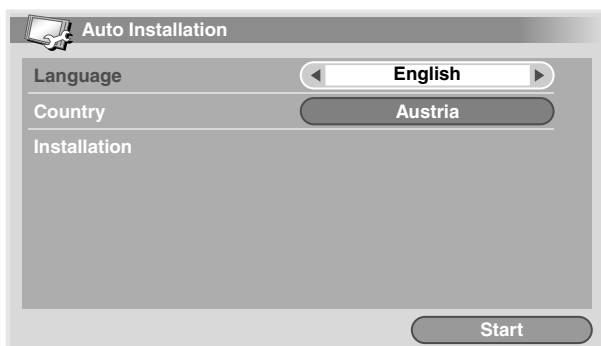 Auto Installation
Language English
Country Austria
Installation
Start